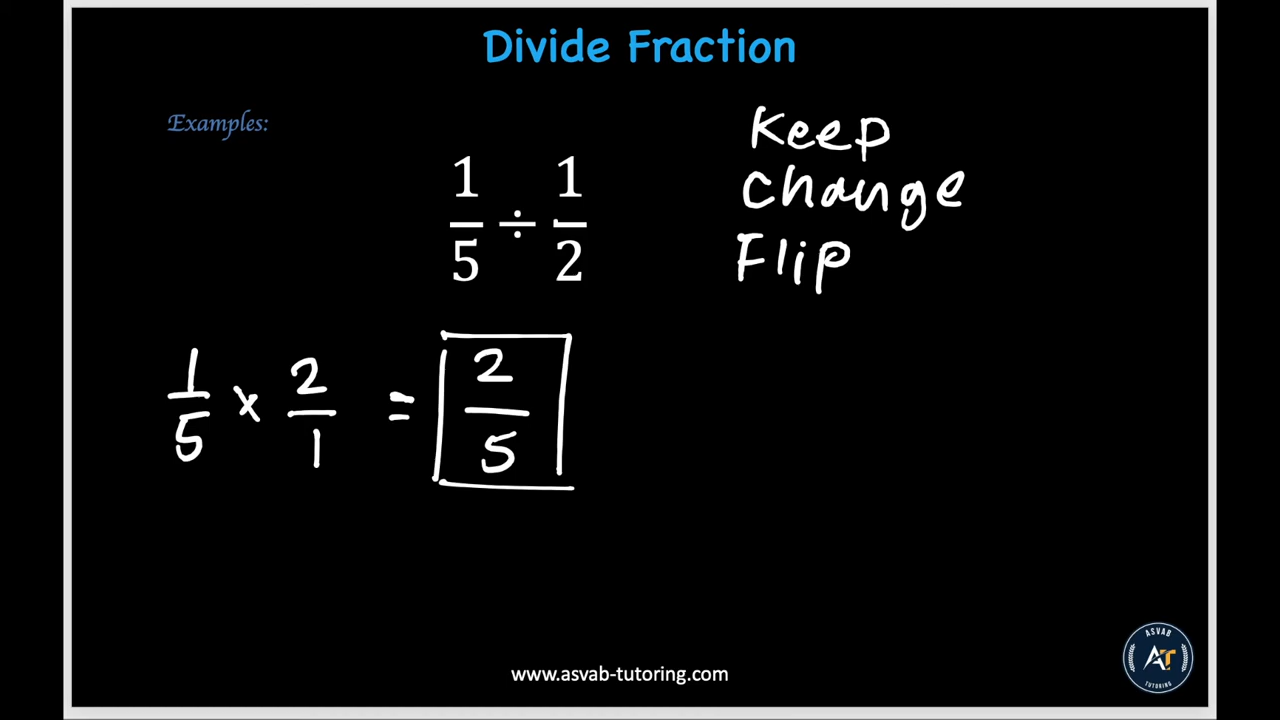 Divide Fraction
Examples:
Keep
Change
Flip
1/5 ÷ 1/2
1/5 × 2/1 = 2/5
www.asvab-tutoring.com
ASVAB
AT
TUTORING